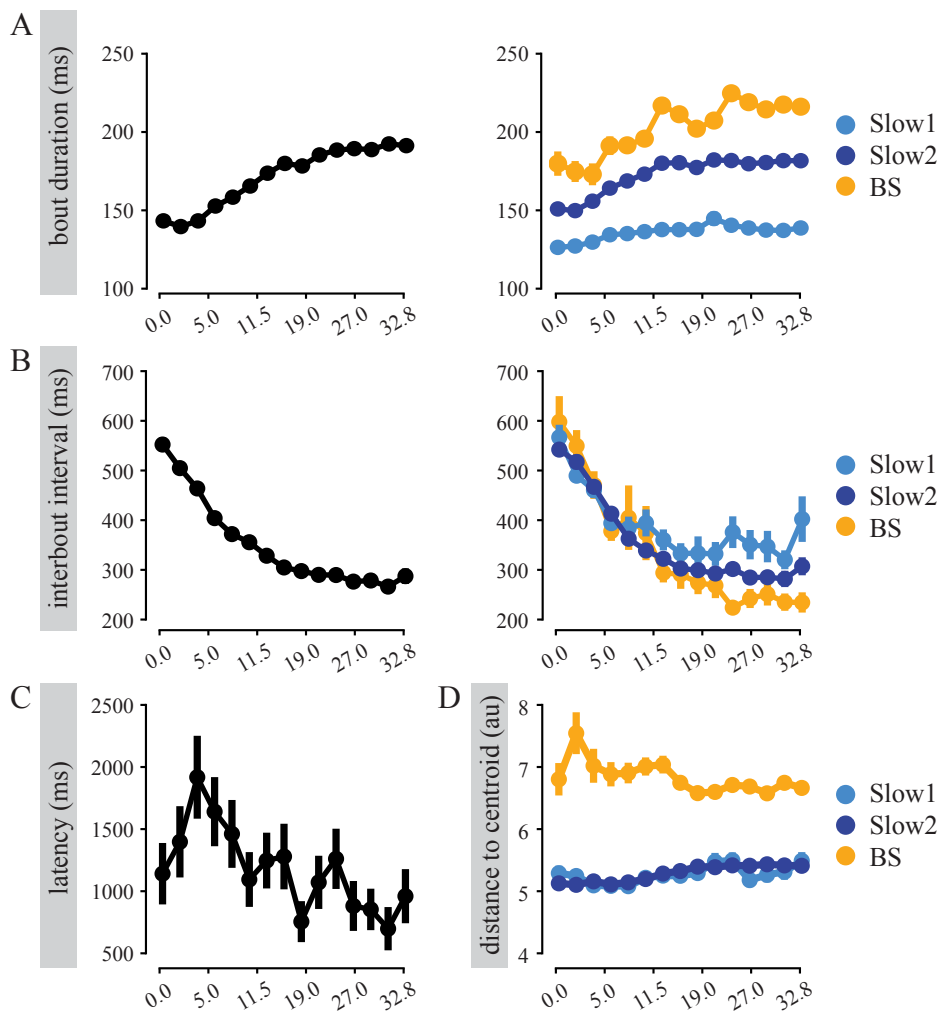 A
bout duration (ms)
250
200
150
100
0.0 5.0 11.5 19.0 27.0 32.8
250
200
150
100
0.0 5.0 11.5 19.0 27.0 32.8
Slow1
Slow2
BS
B
interbout interval (ms)
700
600
500
400
300
200
0.0 5.0 11.5 19.0 27.0 32.8
700
600
500
400
300
200
0.0 5.0 11.5 19.0 27.0 32.8
Slow1
Slow2
BS
C
latency (ms)
2500
2000
1500
1000
500
0.0 5.0 11.5 19.0 27.0 32.8
D
distance to centroid (au)
8
7
6
5
4
0.0 5.0 11.5 19.0 27.0 32.8
Slow1
Slow2
BS